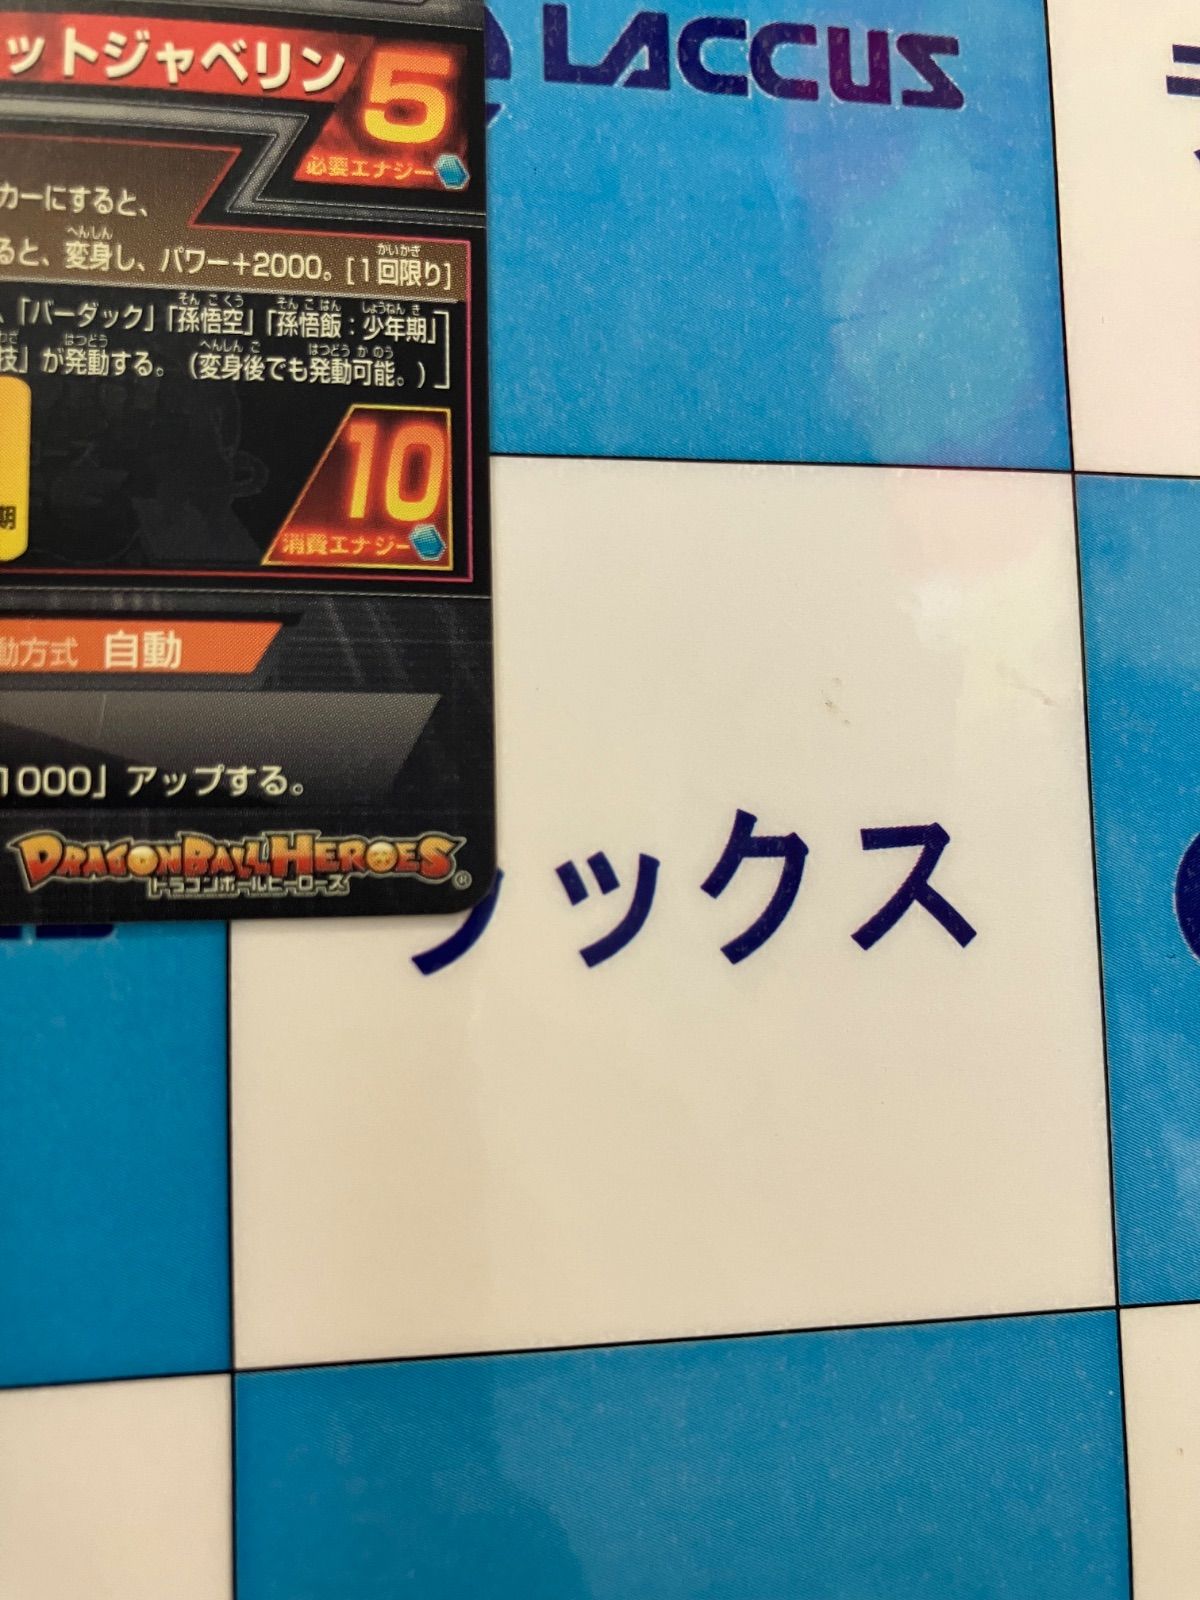 ットジャベリン
5
必要エナジー
カーにすると、
ると、変身し、パワー+2000。[1回限り]
、「バーダック」「孫悟空」「孫悟飯：少年期」
技」が発動する。（変身後でも発動可能。）
10
消費エナジー
期
動方式 自動
1000」アップする。
DRAGONBALL HEROES
ドラゴンボールヒーローズ
®
LACCUS
ックス